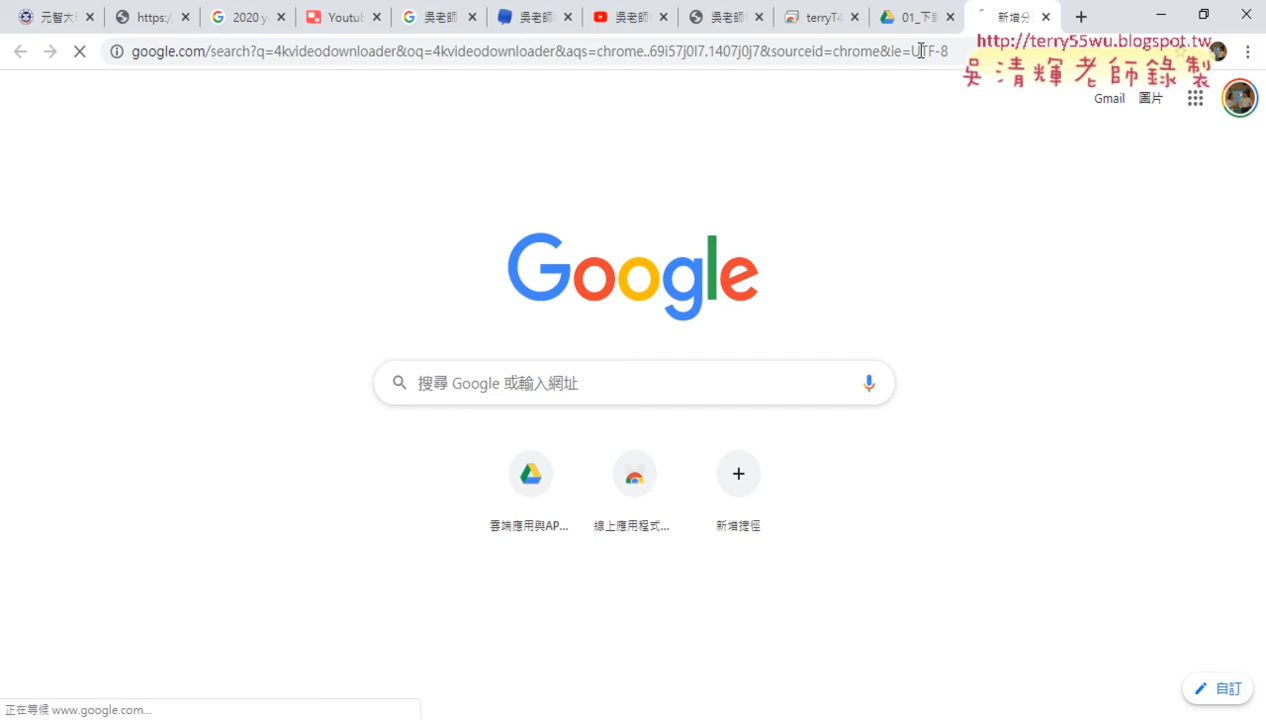 元智大
https:/
2020 y
Youtu
吳老師
吳老師
吳老師
吳老師
terryT4
01_下
新增分
google.com/search?q=4kvideodownloader&oq=4kvideodownloader&aqs=chrome..69i57j0l7.1407j0j7&sourceid=chrome&ie=UTF-8
http://terry55wu.blogspot.tw
吳清輝老師錄製
Gmail 圖片
Google
搜尋 Google 或輸入網址
雲端應用與AP...
線上應用程式...
新增捷徑
自訂
正在等候 www.google.com...